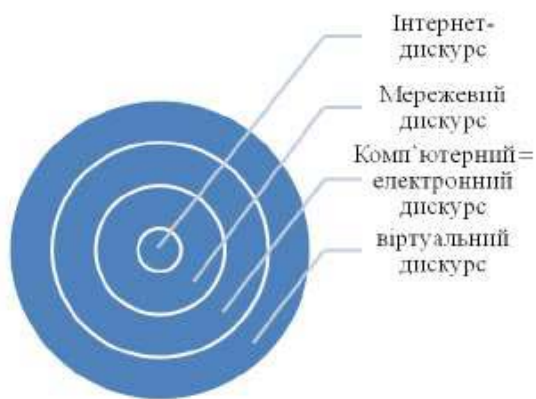 Інтернет-
дискурс
Мережевий
дискурс
Комп`ютерний=
електронний
дискурс
віртуальний
дискурс